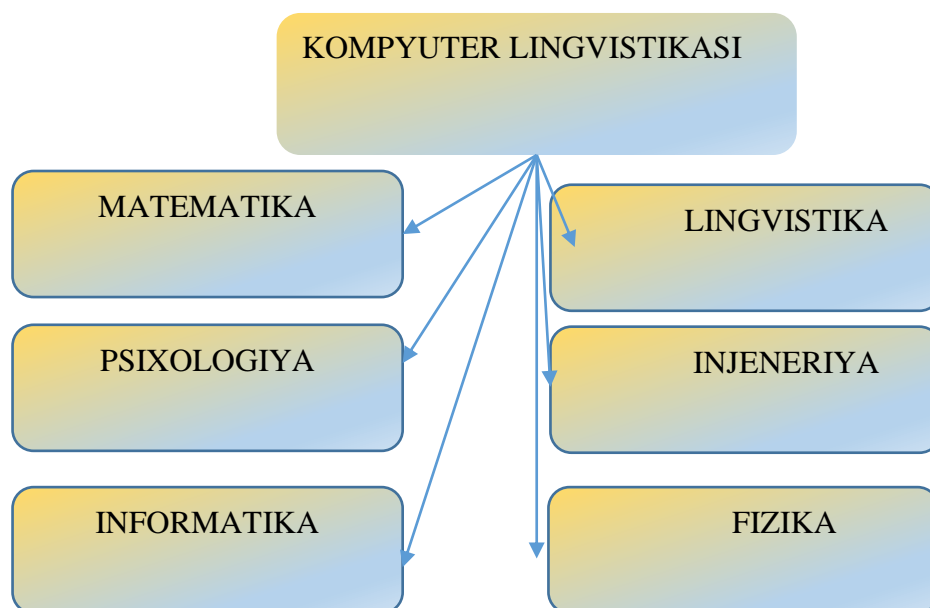 KOMPYUTER LINGVISTIKASI
MATEMATIKA
LINGVISTIKA
PSIXOLOGIYA
INJENERIYA
INFORMATIKA
FIZIKA